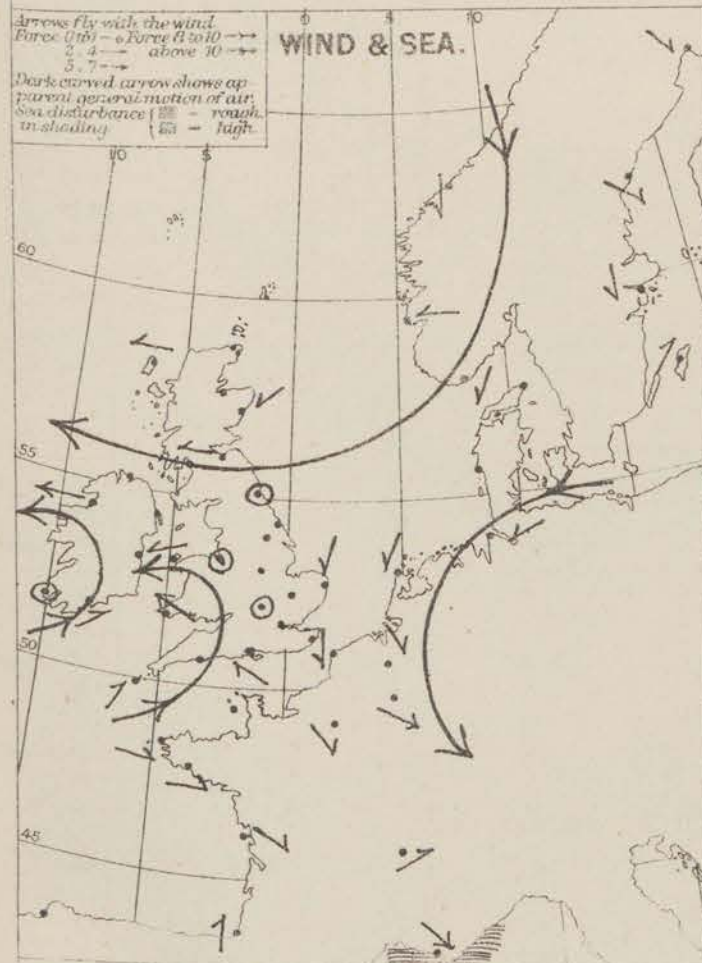 Arrows fly with the wind
Force 0 to 1 - Force 8 to 10
2 . 4 above 10
5 . 7
Dark curved arrow shows ap-
parent general motion of air.
Sea disturbance - rough.
in shading - high.
WIND & SEA.
0
10
10
5
60
55
50
45